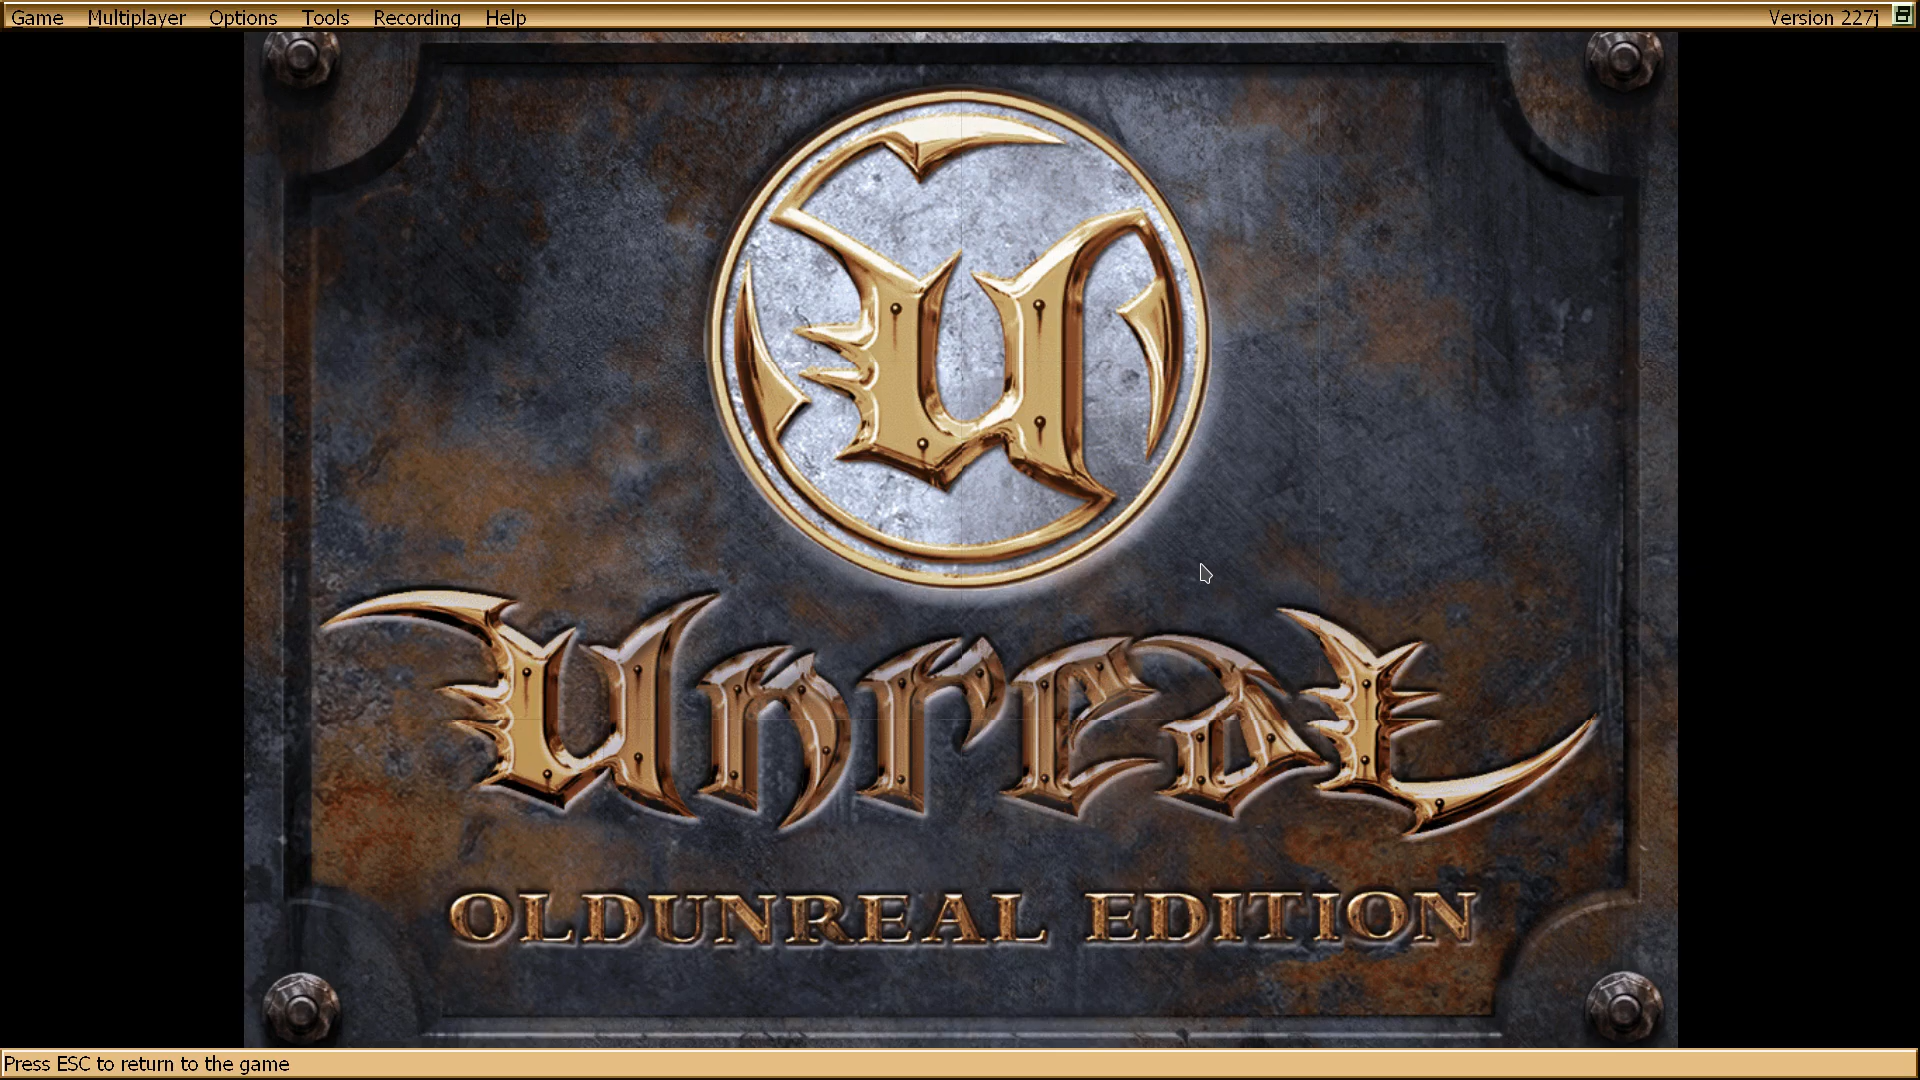 Game Multiplayer Options Tools Recording Help Version 227j
Unreal
OLDUNREAL EDITION
Press ESC to return to the game